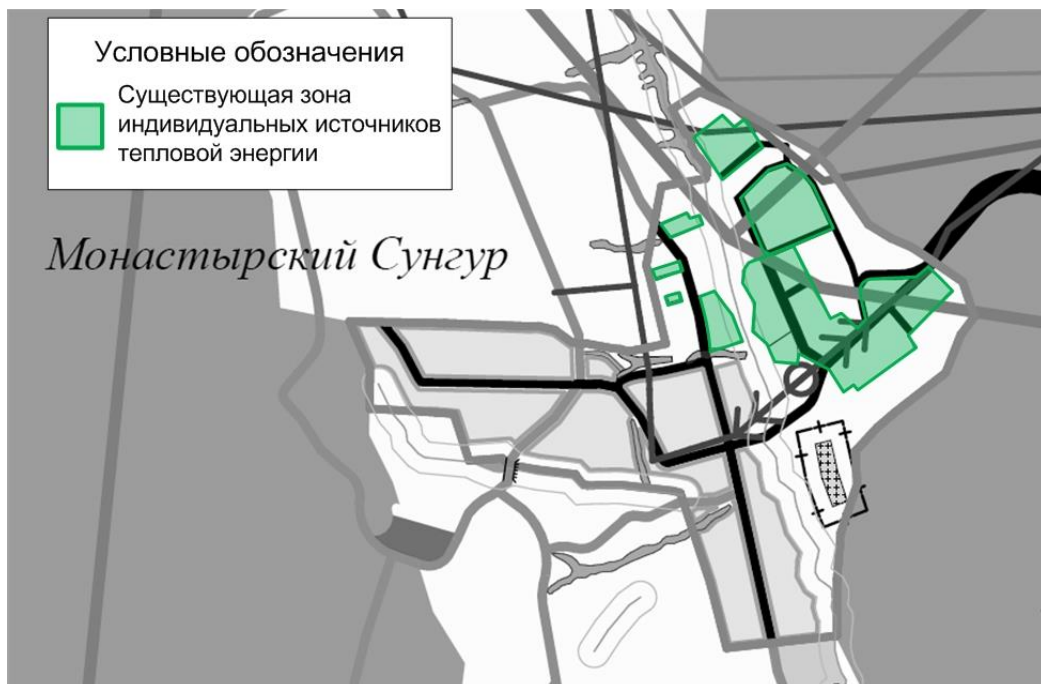 Условные обозначения
Существующая зона
индивидуальных источников
тепловой энергии
Монастырский Сунгур